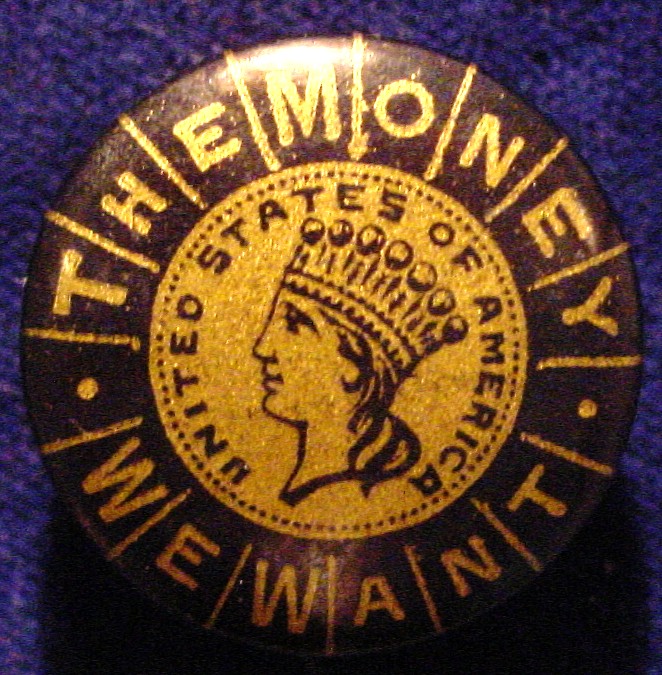 THE MONEY
WE WANT
UNITED STATES OF AMERICA